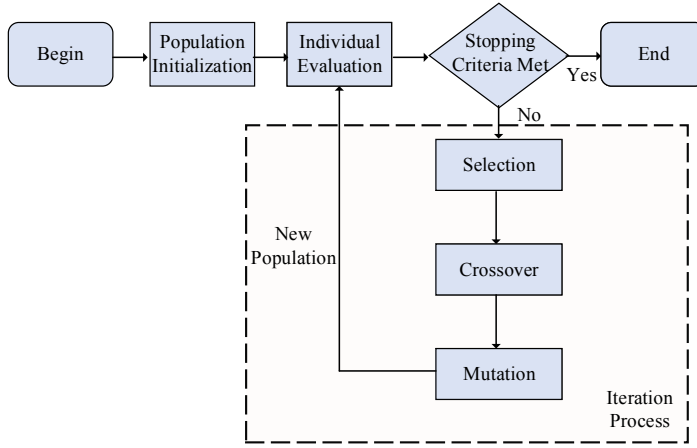 Begin
Population
Initialization
Individual
Evaluation
Stopping
Criteria Met
Yes
End
No
Selection
New
Population
Crossover
Mutation
Iteration
Process